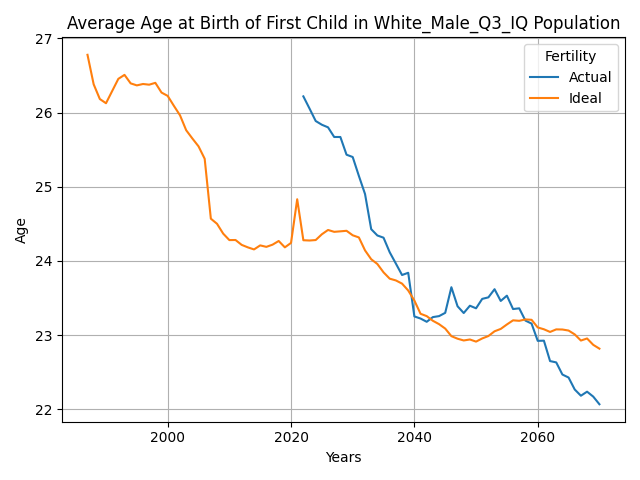 Average Age at Birth of First Child in White_Male_Q3_IQ Population
27
26
25
24
23
22
Age
2000
2020
2040
2060
Years
Fertility
Actual
Ideal